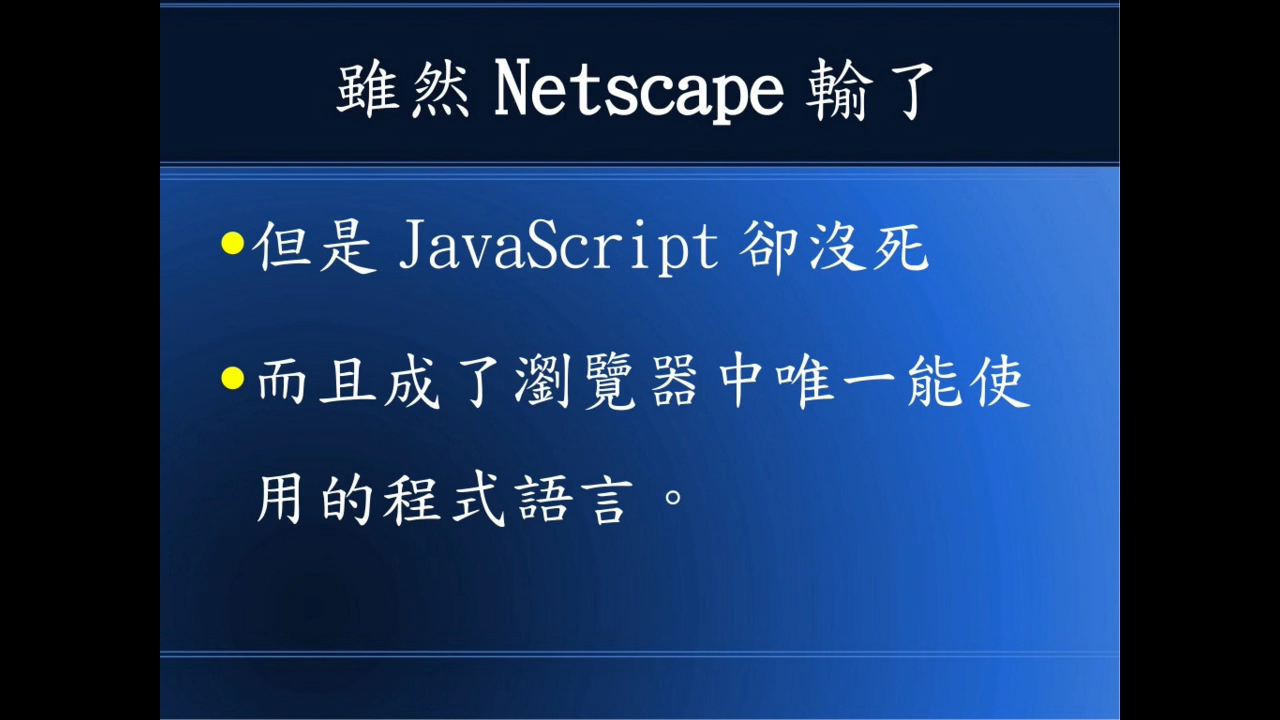 雖然 Netscape 輸了
●但是 JavaScript 卻沒死
●而且成了瀏覽器中唯一能使
用的程式語言。